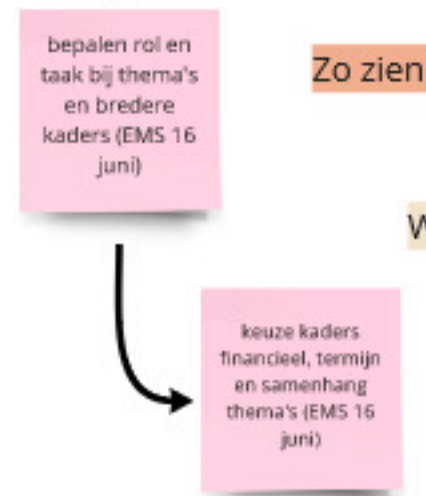 bepalen rol en
taak bij thema's
en bredere
kaders (EMS 16
juni)
Zo zien
W
keuze kaders
financieel, termijn
en samenhang
thema's (EMS 16
juni)